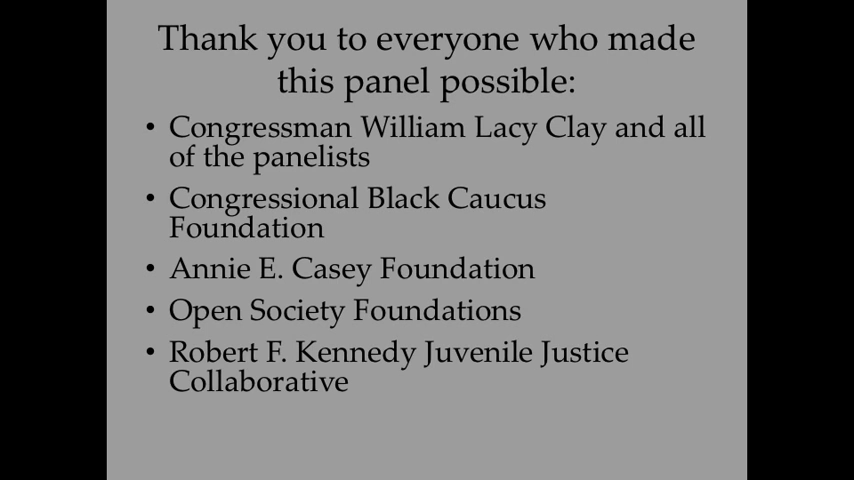 Thank you to everyone who made
this panel possible:
• Congressman William Lacy Clay and all
of the panelists
• Congressional Black Caucus
Foundation
• Annie E. Casey Foundation
• Open Society Foundations
• Robert F. Kennedy Juvenile Justice
Collaborative